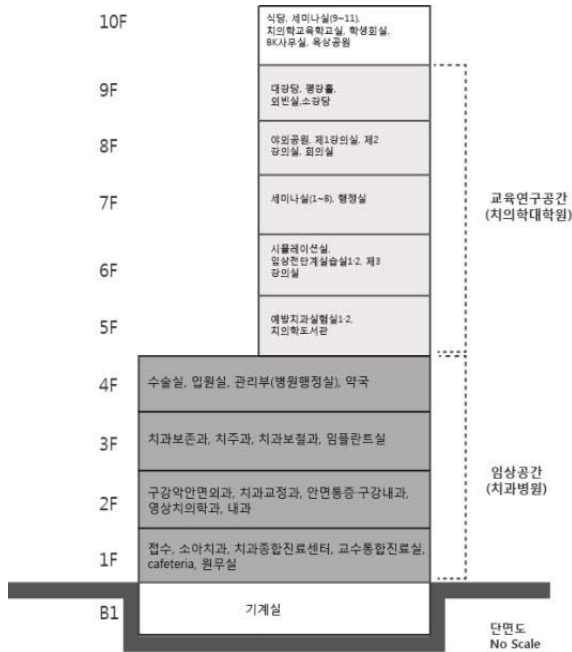 10F
식당, 세미나실(9~11),
치의학교육학교실, 학생회실,
BK사무실, 옥상공원
9F
대강당, 평강홀,
외빈실,소강당
8F
야외공원, 제1강의실, 제2
강의실, 회의실
7F
세미나실(1~8), 행정실
교육연구공간
(치의학대학원)
6F
시뮬레이션실,
임상전단계실습실1·2, 제3
강의실
5F
예방치과실험실1·2,
치의학도서관
4F
수술실, 입원실, 관리부(병원행정실), 약국
3F
치과보존과, 치주과, 치과보철과, 임플란트실
임상공간
(치과병원)
2F
구강악안면외과, 치과교정과, 안면통증·구강내과,
영상치의학과, 내과
1F
접수, 소아치과, 치과종합진료센터, 교수통합진료실,
cafeteria, 원무실
B1
기계실
단면도
No Scale